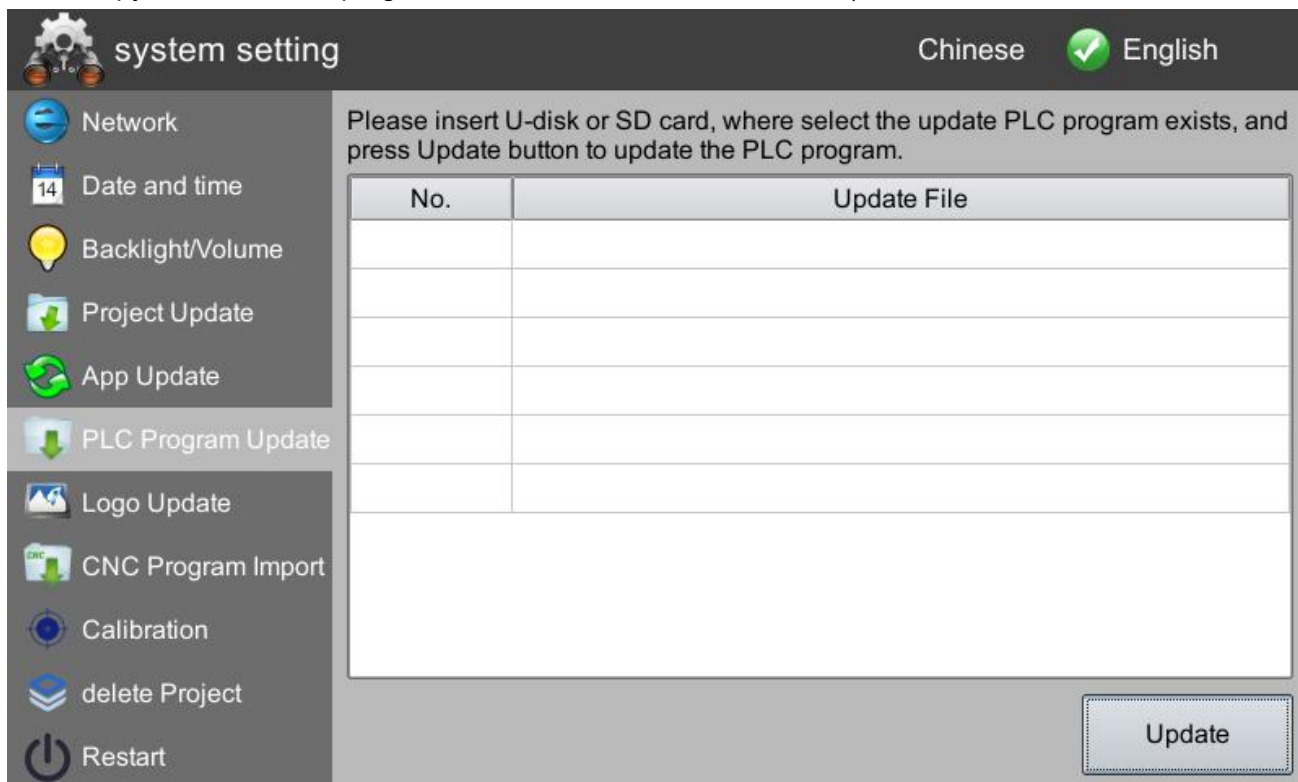 system setting
Chinese
English
Network
14
Date and time
Backlight/Volume
Project Update
App Update
PLC Program Update
Logo Update
CNC
CNC Program Import
Calibration
delete Project
Restart
Please insert U-disk or SD card, where select the update PLC program exists, and
press Update button to update the PLC program.
No.
Update File
Update